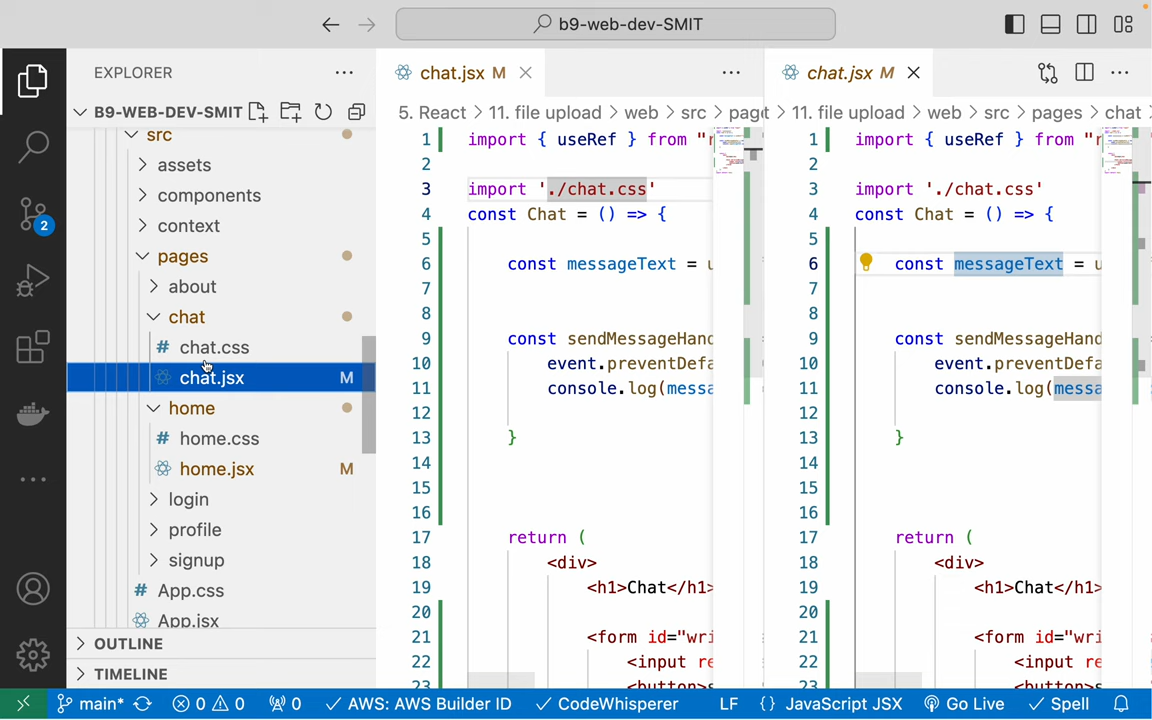 b9-web-dev-SMIT
EXPLORER
B9-WEB-DEV-SMIT
src
assets
components
context
pages
about
chat
# chat.css
chat.jsx M
home
# home.css
home.jsx M
login
profile
signup
# App.css
App.jsx
OUTLINE
TIMELINE
2
chat.jsx M
5. React > 11. file upload > web > src > pag
1 import { useRef } from "r
2
3 import './chat.css'
4 const Chat = () => {
5
6 const messageText = u
7
8
9 const sendMessageHand
10 event.preventDefa
11 console.log(messa
12
13 }
14
15
16
17 return (
18 <div>
19 <h1>Chat</h1>
20
21 <form id="wri
22 <input re
23 <button>s
chat.jsx M
11. file upload > web > src > pages > chat
1 import { useRef } from "r
2
3 import './chat.css'
4 const Chat = () => {
5
6 const messageText = u
7
8
9 const sendMessageHand
10 event.preventDefa
11 console.log(messa
12
13 }
14
15
16
17 return (
18 <div>
19 <h1>Chat</h1>
20
21 <form id="wri
22 <input re
23 <button>s
main* 0 0 0 AWS: AWS Builder ID CodeWhisperer LF {} JavaScript JSX Go Live Spell